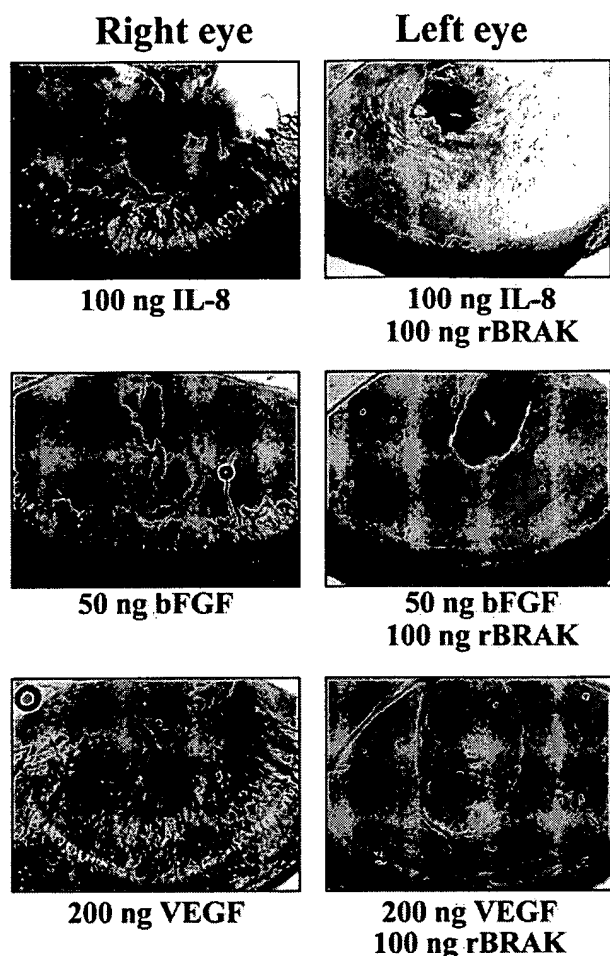 Right eye
Left eye
100 ng IL-8
100 ng IL-8
100 ng rBRAK
50 ng bFGF
50 ng bFGF
100 ng rBRAK
200 ng VEGF
200 ng VEGF
100 ng rBRAK